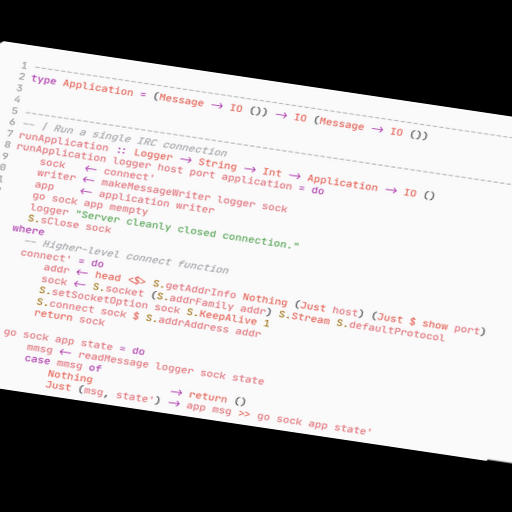 1 --------------------------------------------------------------------------------
2 type Application = (Message → IO ()) → IO (Message → IO ())
3
4
5 --------------------------------------------------------------------------------
6 -- | Run a single IRC connection
7 runApplication :: Logger → String → Int → Application → IO ()
8 runApplication logger host port application = do
9 sock ← connect'
0 writer ← makeMessageWriter logger sock
app ← application writer
go sock app mempty
logger "Server cleanly closed connection."
S.sClose sock
where
-- Higher-level connect function
connect' = do
addr ← head <$> S.getAddrInfo Nothing (Just host) (Just $ show port)
sock ← S.socket (S.addrFamily addr) S.Stream S.defaultProtocol
S.setSocketOption sock S.KeepAlive 1
S.connect sock $ S.addrAddress addr
return sock
go sock app state = do
mmsg ← readMessage logger sock state
case mmsg of
Nothing → return ()
Just (msg, state') → app msg >> go sock app state'